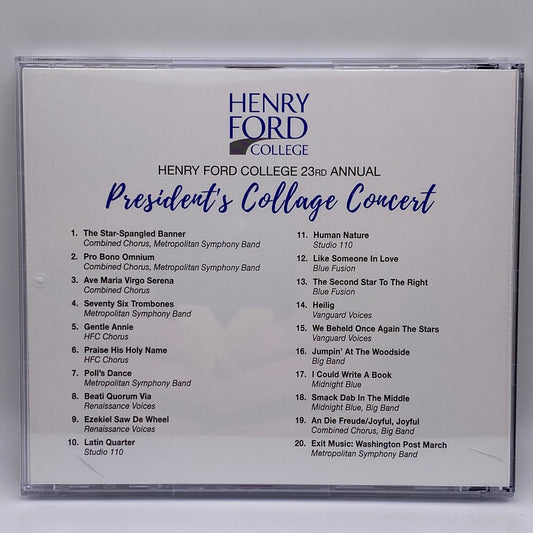 HENRY
FORD
COLLEGE
HENRY FORD COLLEGE 23RD ANNUAL
President's Collage Concert
1. The Star-Spangled Banner
Combined Chorus, Metropolitan Symphony Band
2. Pro Bono Omnium
Combined Chorus, Metropolitan Symphony Band
3. Ave Maria Virgo Serena
Combined Chorus
4. Seventy Six Trombones
Metropolitan Symphony Band
5. Gentle Annie
HFC Chorus
6. Praise His Holy Name
HFC Chorus
7. Poll's Dance
Metropolitan Symphony Band
8. Beati Quorum Via
Renaissance Voices
9. Ezekiel Saw De Wheel
Renaissance Voices
10. Latin Quarter
Studio 110
11. Human Nature
Studio 110
12. Like Someone In Love
Blue Fusion
13. The Second Star To The Right
Blue Fusion
14. Heilig
Vanguard Voices
15. We Beheld Once Again The Stars
Vanguard Voices
16. Jumpin' At The Woodside
Big Band
17. I Could Write A Book
Midnight Blue
18. Smack Dab In The Middle
Midnight Blue, Big Band
19. An Die Freude/Joyful, Joyful
Combined Chorus, Big Band
20. Exit Music: Washington Post March
Metropolitan Symphony Band